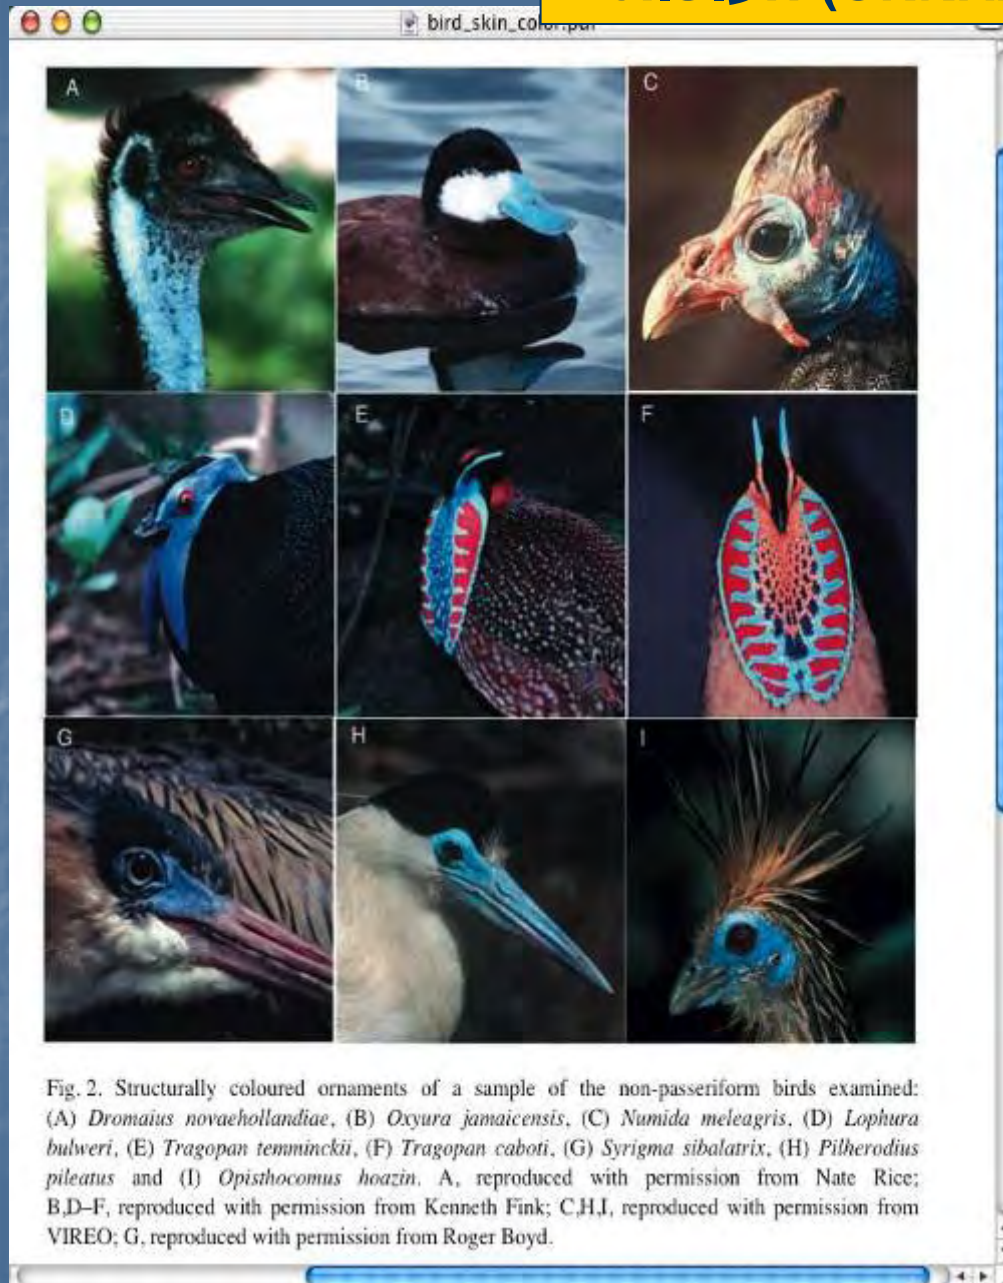 bird_skin_color.pdf
A
B
C
D
E
F
G
H
I
Fig. 2. Structurally coloured ornaments of a sample of the non-passeriform birds examined:
(A) Dromaius novaehollandiae, (B) Oxyura jamaicensis, (C) Numida meleagris, (D) Lophura
bulweri, (E) Tragopan temminckii, (F) Tragopan caboti, (G) Syrigma sibalatrix, (H) Pilherodius
pileatus and (I) Opisthocomus hoazin. A, reproduced with permission from Nate Rice;
B,D–F, reproduced with permission from Kenneth Fink; C,H,I, reproduced with permission from
VIREO; G, reproduced with permission from Roger Boyd.